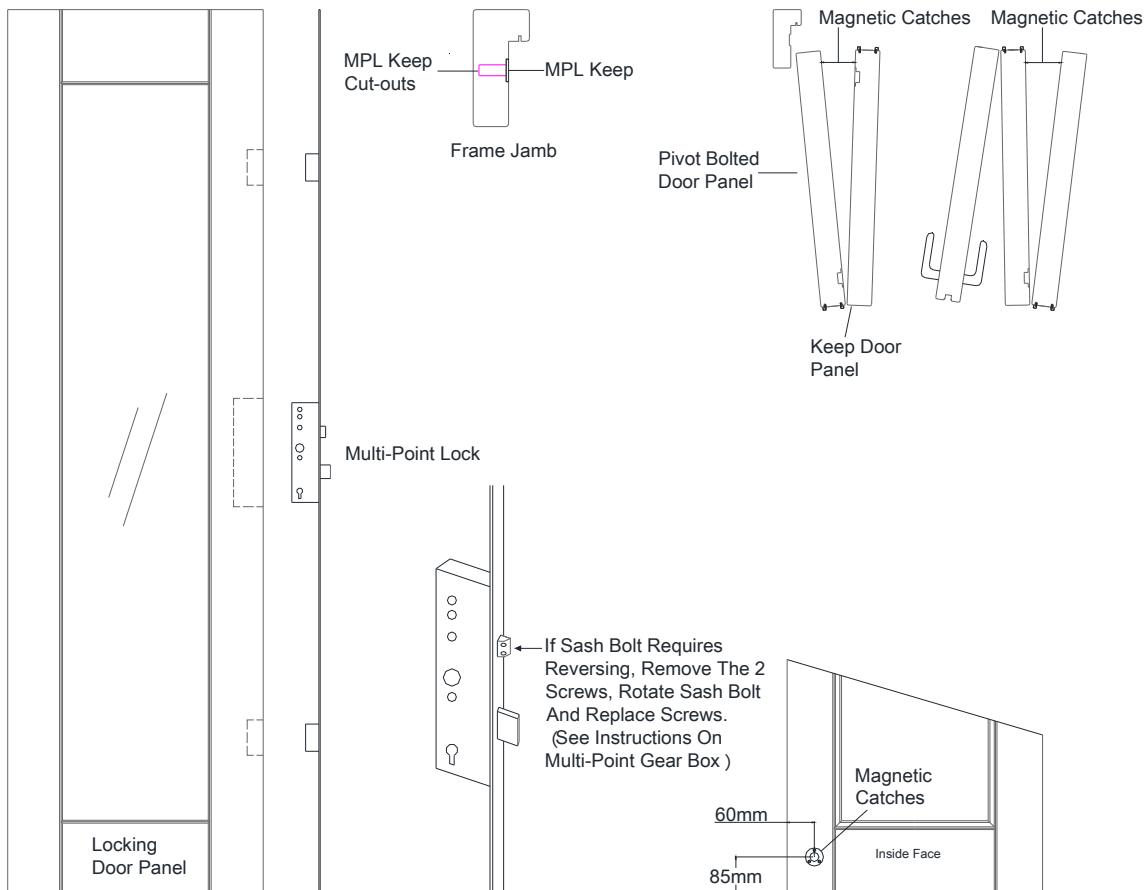 Magnetic Catches
Magnetic Catches
MPL Keep
Cut-outs
MPL Keep
Frame Jamb
Pivot Bolted
Door Panel
Keep Door
Panel
Multi-Point Lock
If Sash Bolt Requires
Reversing, Remove The 2
Screws, Rotate Sash Bolt
And Replace Screws.
(See Instructions On
Multi-Point Gear Box )
Magnetic
Catches
60mm
Inside Face
85mm
Locking
Door Panel